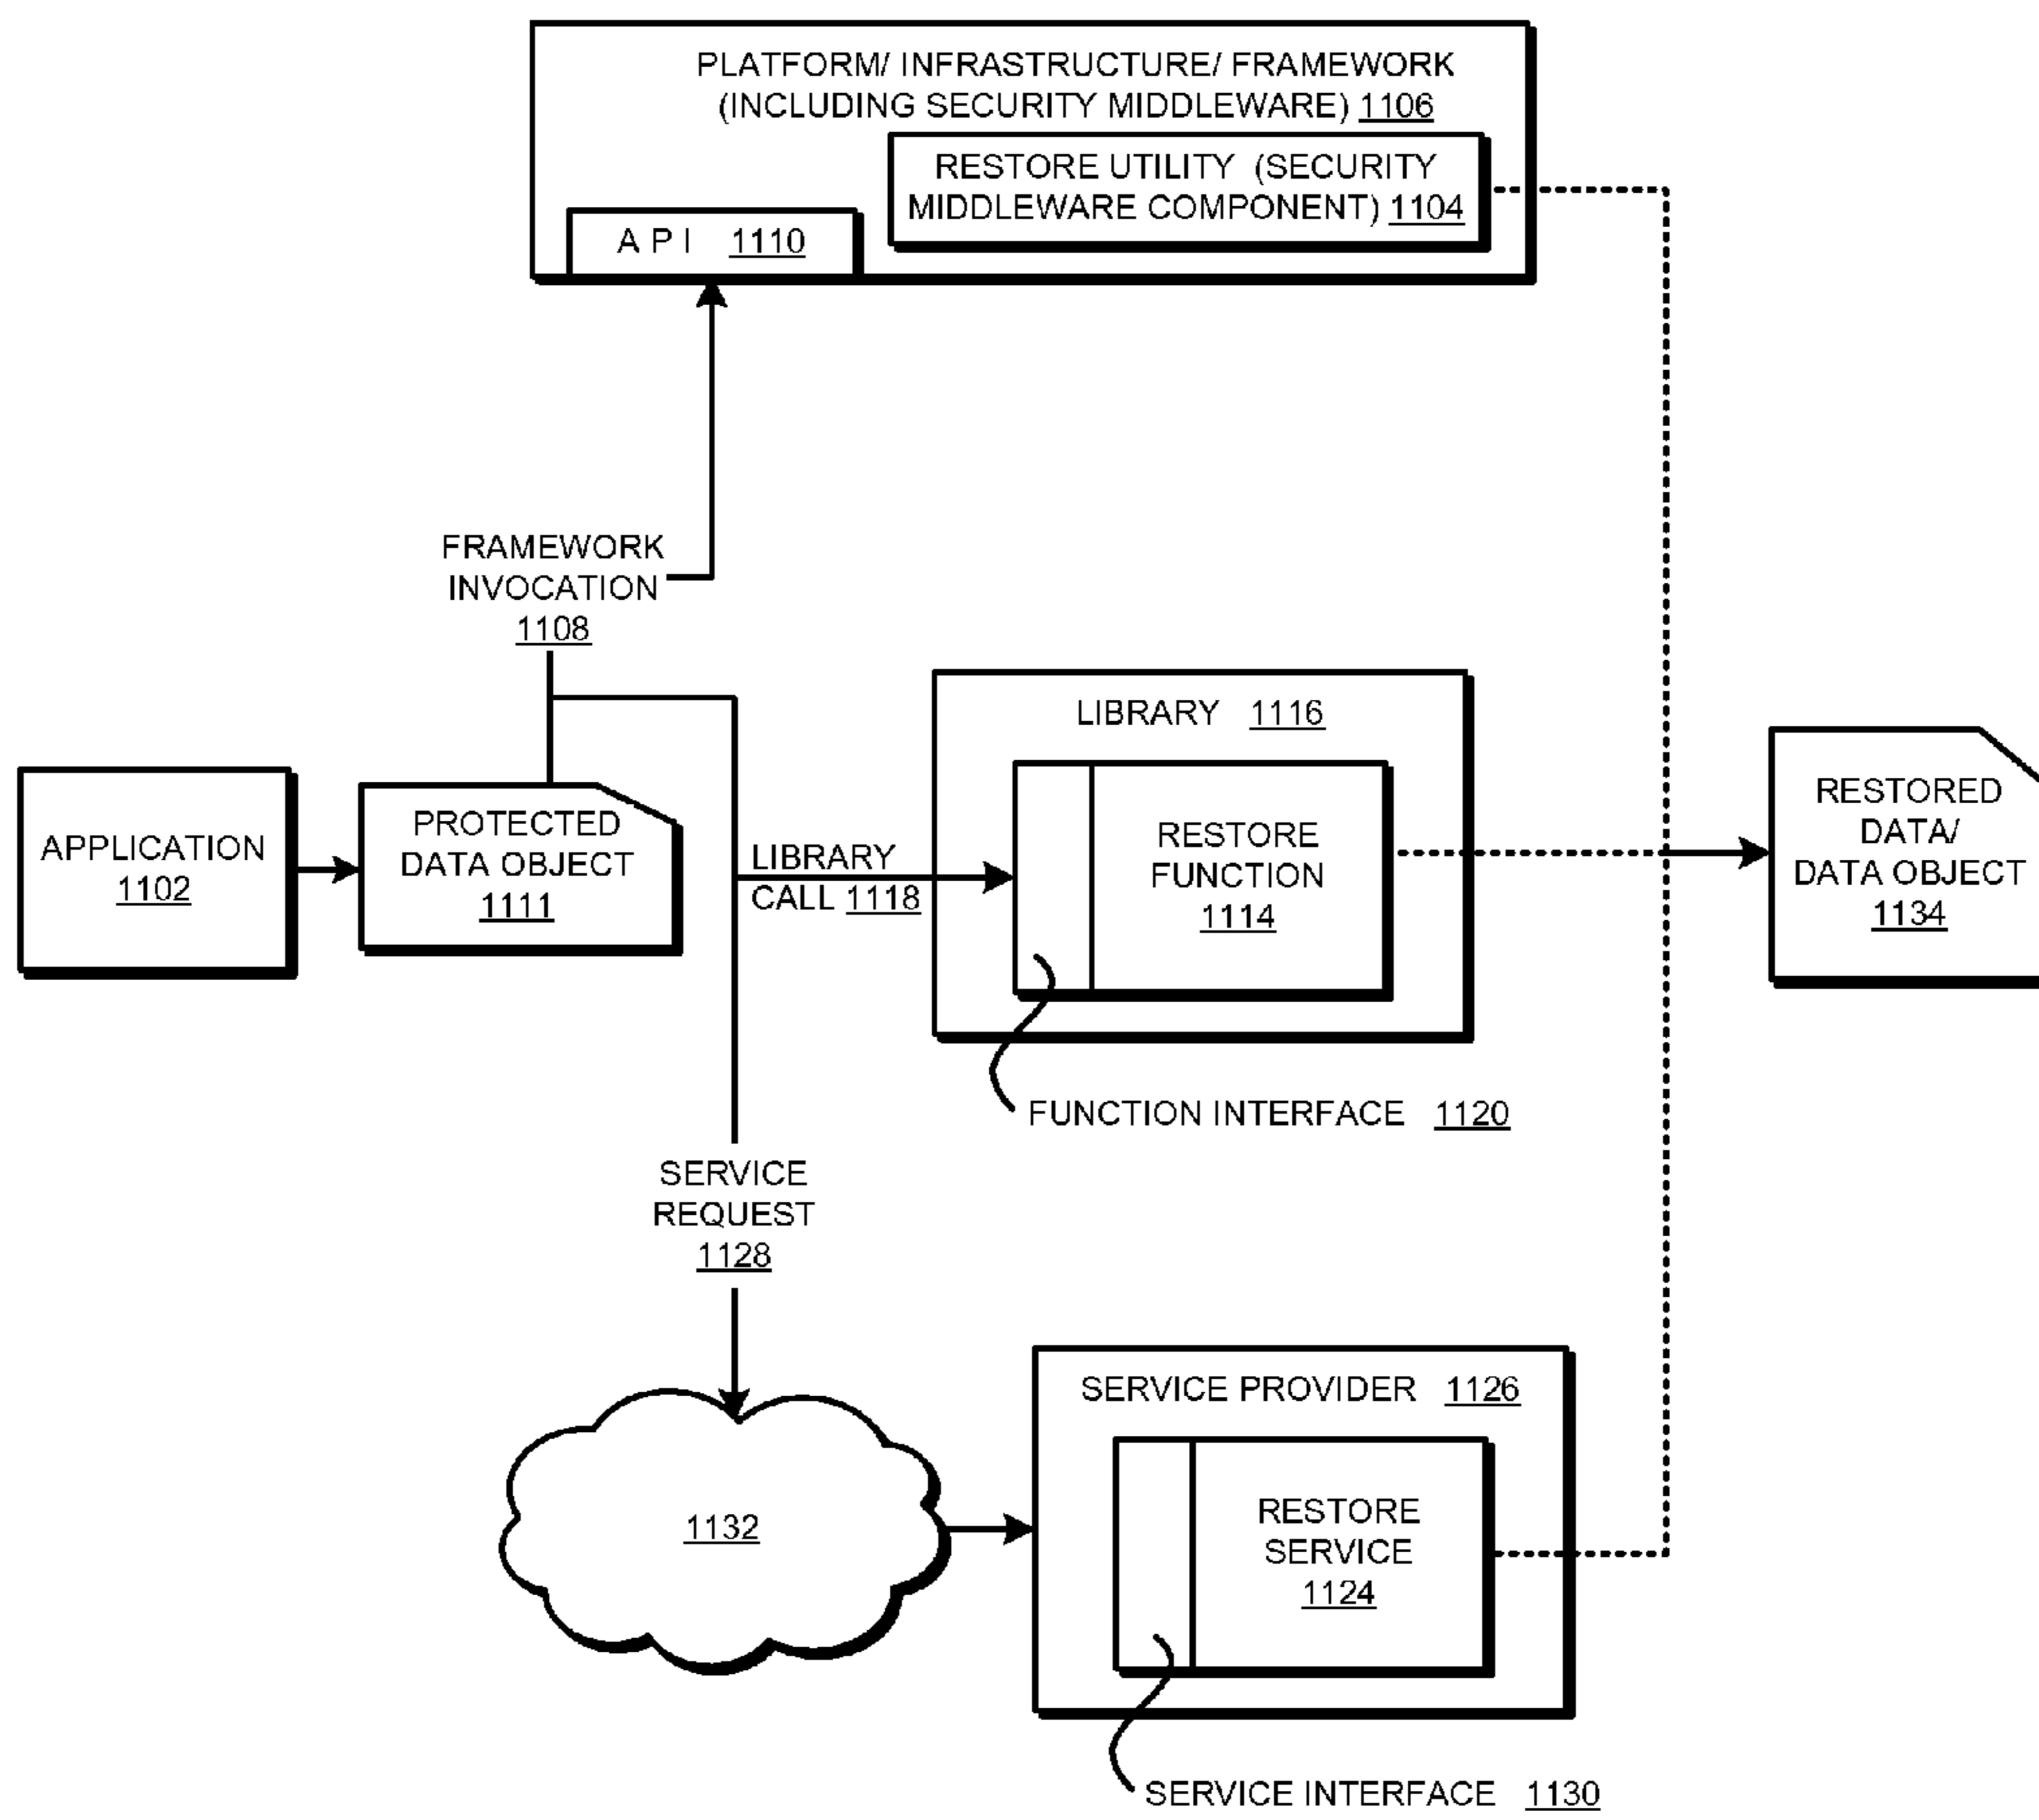 PLATFORM/ INFRASTRUCTURE/ FRAMEWORK
(INCLUDING SECURITY MIDDLEWARE) 1106
RESTORE UTILITY (SECURITY
MIDDLEWARE COMPONENT) 1104
A P I 1110
FRAMEWORK
INVOCATION
1108
APPLICATION
1102
PROTECTED
DATA OBJECT
1111
LIBRARY
CALL 1118
LIBRARY 1116
RESTORE
FUNCTION
1114
FUNCTION INTERFACE 1120
RESTORED
DATA/
DATA OBJECT
1134
SERVICE
REQUEST
1128
1132
SERVICE PROVIDER 1126
RESTORE
SERVICE
1124
SERVICE INTERFACE 1130